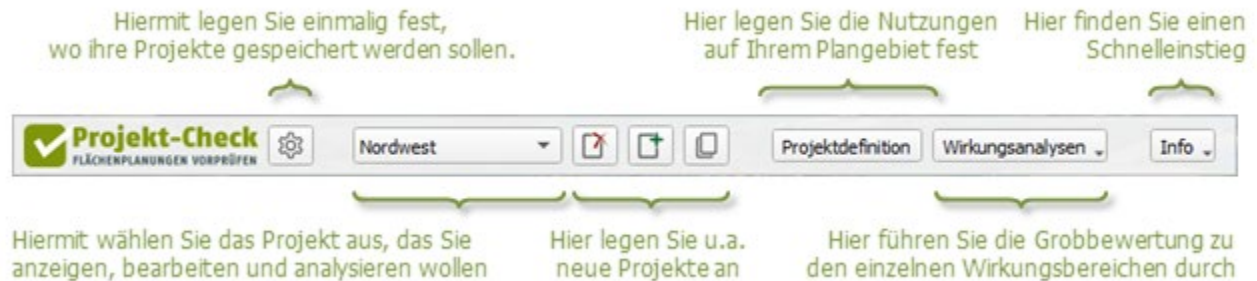 Hiermit legen Sie einmalig fest,
wo ihre Projekte gespeichert werden sollen.
Hier legen Sie die Nutzungen
auf Ihrem Plangebiet fest
Hier finden Sie einen
Schnelleinstieg
Projekt-Check
FLÄCHENPLANUNGEN VORPRÜFEN
Nordwest
Projektdefinition
Wirkungsanalysen
Info
Hiermit wählen Sie das Projekt aus, das Sie
anzeigen, bearbeiten und analysieren wollen
Hier legen Sie u.a.
neue Projekte an
Hier führen Sie die Grobbewertung zu
den einzelnen Wirkungsbereichen durch